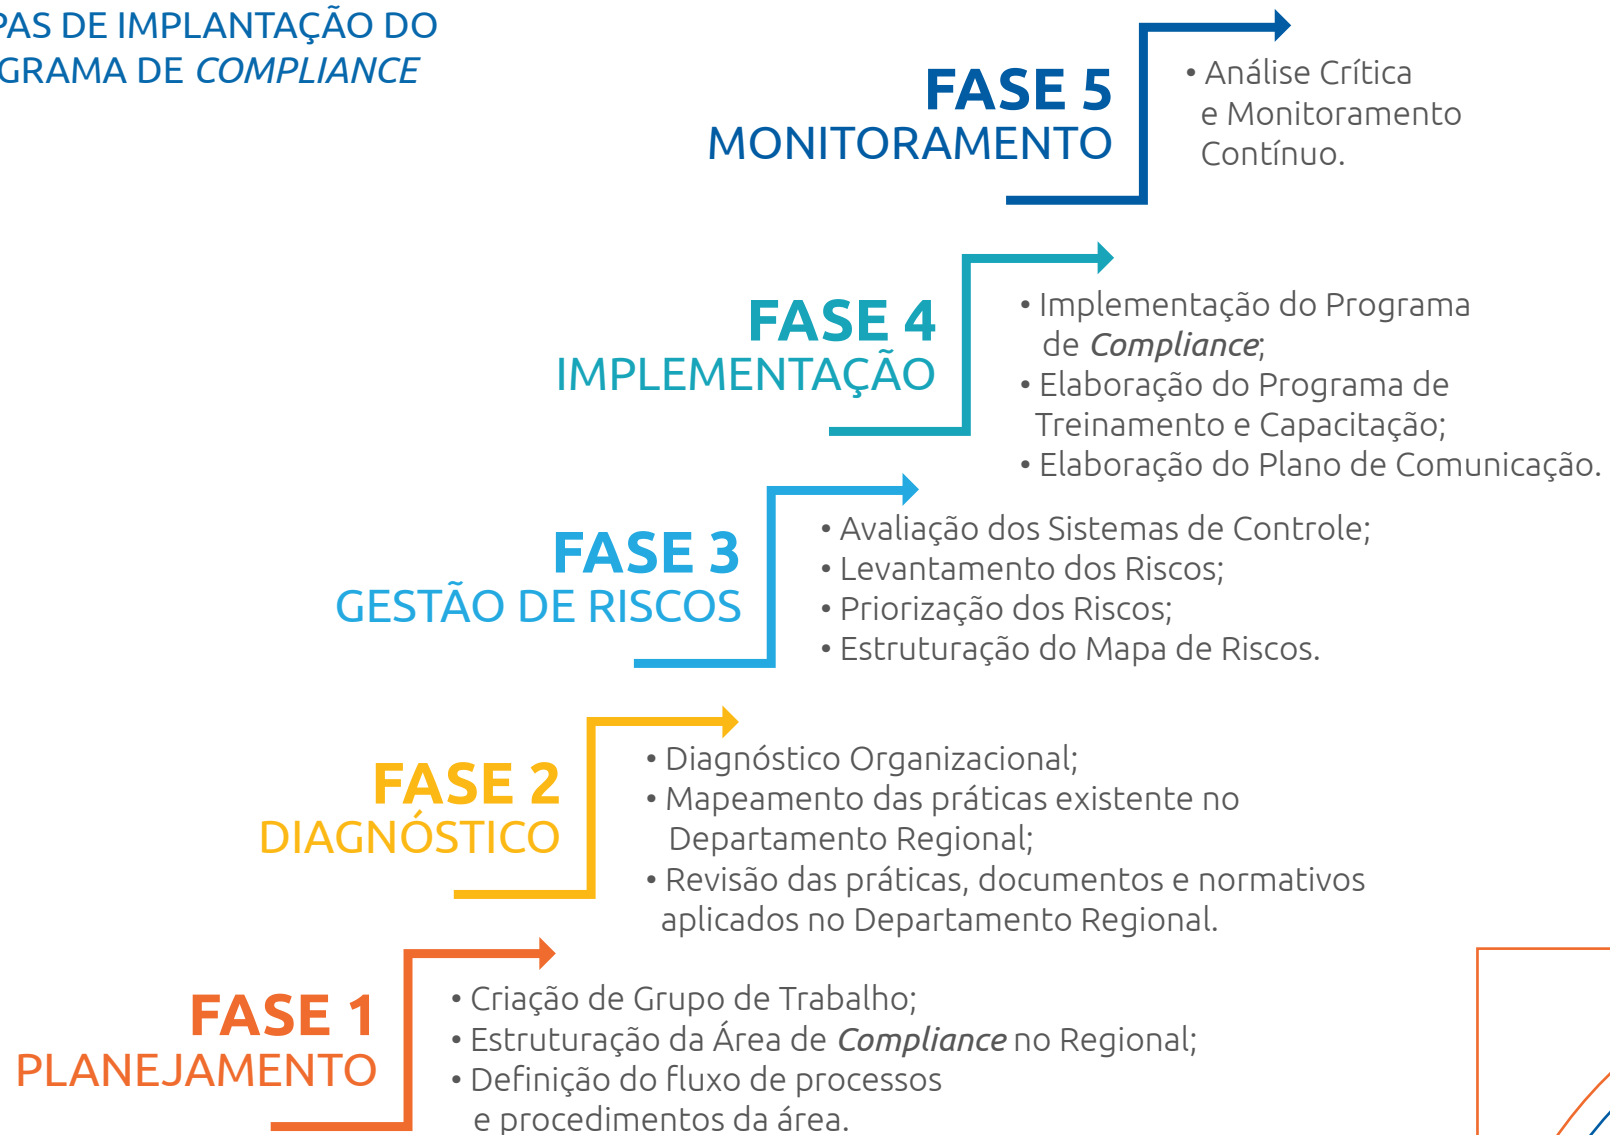 PAS DE IMPLANTAÇÃO DO
GRAMA DE COMPLIANCE
FASE 5
MONITORAMENTO
• Análise Crítica
e Monitoramento
Contínuo.
FASE 4
IMPLEMENTAÇÃO
• Implementação do Programa
de Compliance;
• Elaboração do Programa de
Treinamento e Capacitação;
• Elaboração do Plano de Comunicação.
FASE 3
GESTÃO DE RISCOS
• Avaliação dos Sistemas de Controle;
• Levantamento dos Riscos;
• Priorização dos Riscos;
• Estruturação do Mapa de Riscos.
FASE 2
DIAGNÓSTICO
• Diagnóstico Organizacional;
• Mapeamento das práticas existente no
Departamento Regional;
• Revisão das práticas, documentos e normativos
aplicados no Departamento Regional.
FASE 1
PLANEJAMENTO
• Criação de Grupo de Trabalho;
• Estruturação da Área de Compliance no Regional;
• Definição do fluxo de processos
e procedimentos da área.